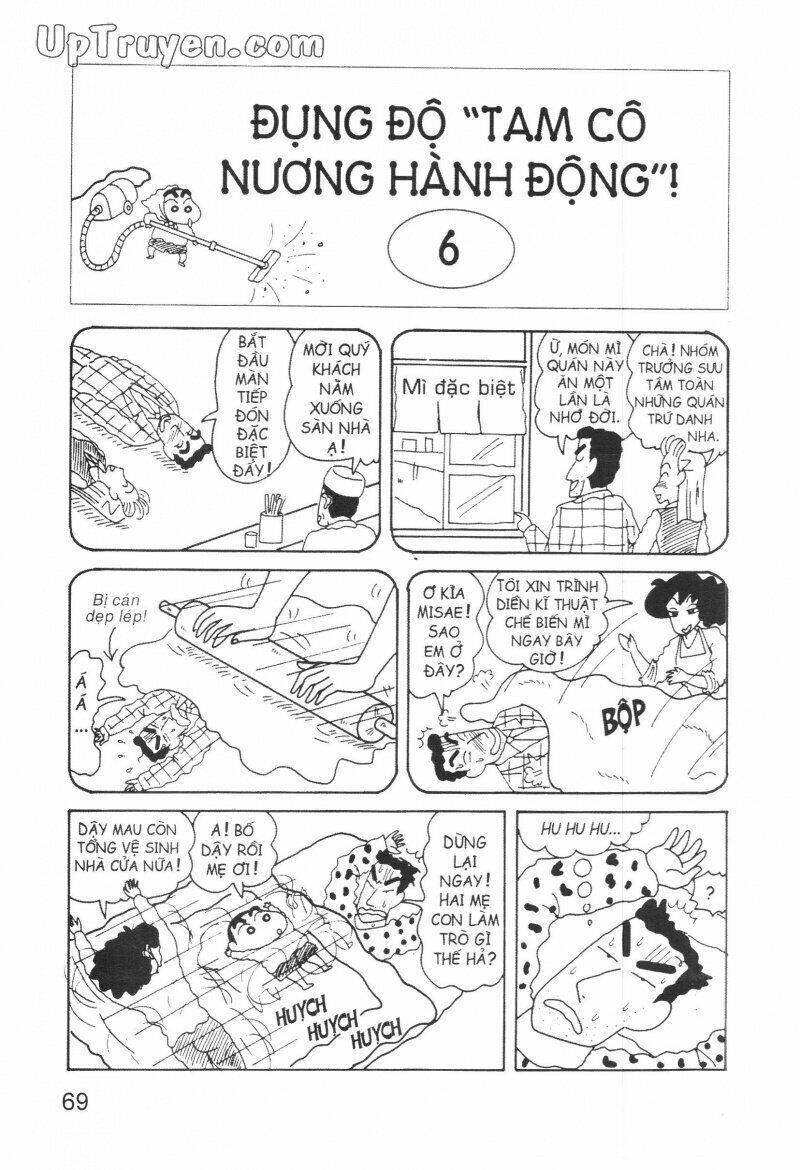 UpTruyen.com
ĐỤNG ĐỘ "TAM CÔ
NƯƠNG HÀNH ĐỘNG"!
6
Mì đặc biệt
Ừ, MÓN MÌ
QUÁN NÀY
ĂN MỘT
LẦN LÀ
NHỚ ĐỜI.
CHÀ! NHÓM
TRƯỞNG SƯU
TẦM TOÀN
NHỮNG QUÁN
TRỨ DANH
NHA.
BẮT
ĐẦU
MÀN
TIẾP
ĐÓN
ĐẶC
BIỆT
ĐẤY!
MỜI QUÝ
KHÁCH
NẰM
XUỐNG
SÀN NHÀ
Ạ!
Ơ KÌA
MISAE!
SAO
EM Ở
ĐÂY?
TÔI XIN TRÌNH
DIỄN KĨ THUẬT
CHẾ BIẾN MÌ
NGAY BÂY
GIỜ!
BỘP
Bị cán
dẹp lép!
Á
Á
...
HU HU HU...
?
DẬY MAU CÒN
TỔNG VỆ SINH
NHÀ CỬA NỮA!
A! BỐ
DẬY RỒI
MẸ ƠI!
DỪNG
LẠI
NGAY!
HAI MẸ
CON LÀM
TRÒ GÌ
THẾ HẢ?
HUỴCH
HUỴCH
HUỴCH
69